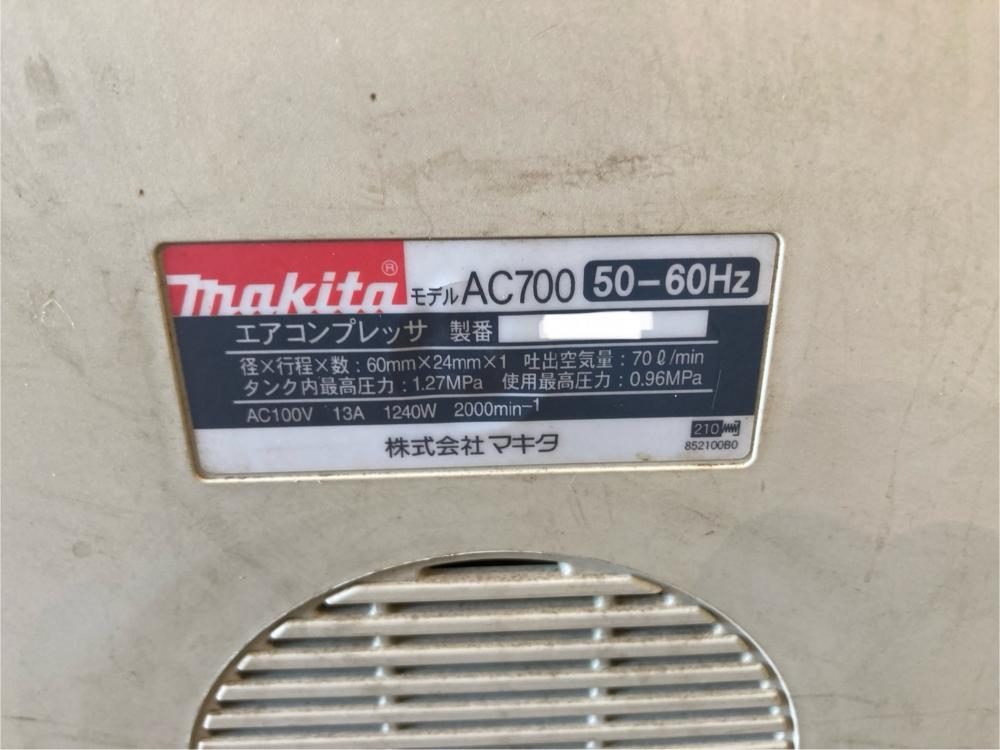 makita® モデル AC700 50-60Hz
エアコンプレッサ 製番
径×行程×数：60mm×24mm×1 吐出空気量：70ℓ/min
タンク内最高圧力：1.27MPa 使用最高圧力：0.96MPa
AC100V 13A 1240W 2000min⁻¹
株式会社マキタ
210
852100B0